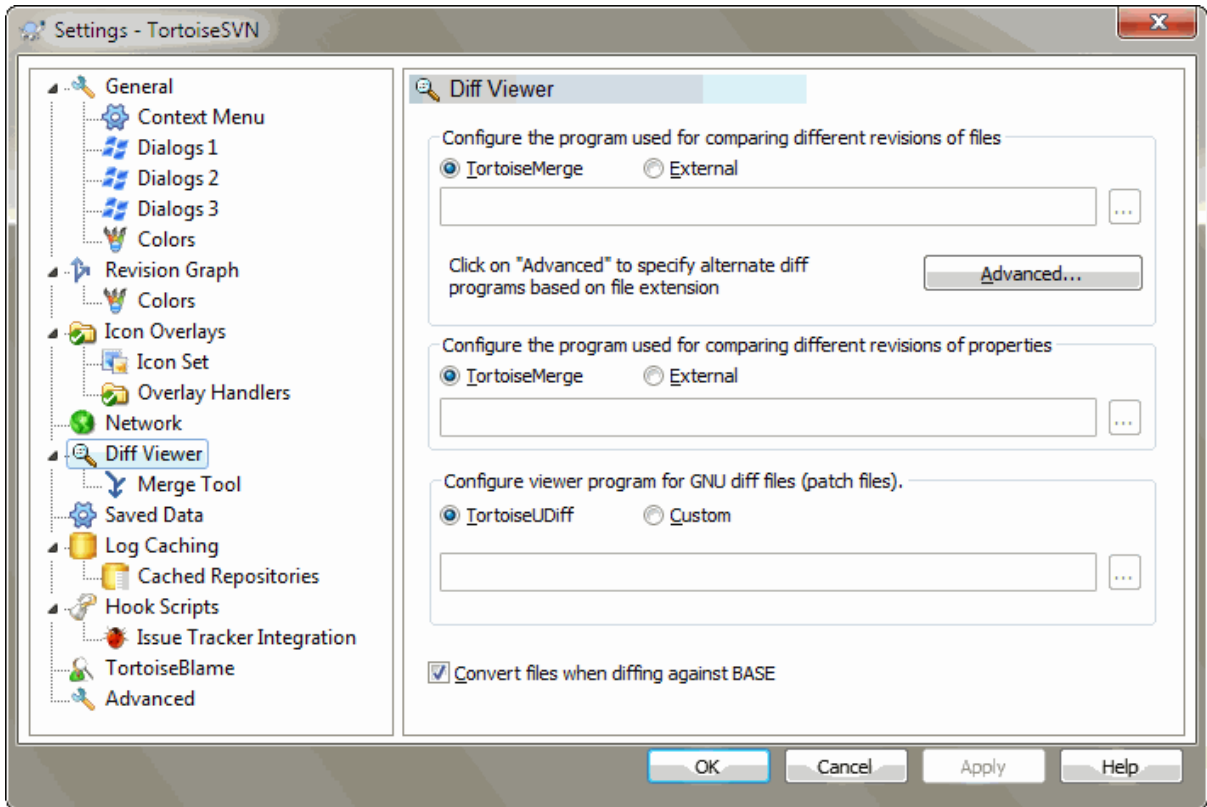 Settings - TortoiseSVN
General
Context Menu
Dialogs 1
Dialogs 2
Dialogs 3
Colors
Revision Graph
Colors
Icon Overlays
Icon Set
Overlay Handlers
Network
Diff Viewer
Merge Tool
Saved Data
Log Caching
Cached Repositories
Hook Scripts
Issue Tracker Integration
TortoiseBlame
Advanced
Diff Viewer
Configure the program used for comparing different revisions of files
TortoiseMerge External
...
Click on "Advanced" to specify alternate diff
programs based on file extension
Advanced...
Configure the program used for comparing different revisions of properties
TortoiseMerge External
...
Configure viewer program for GNU diff files (patch files).
TortoiseUDiff Custom
...
Convert files when diffing against BASE
OK Cancel Apply Help